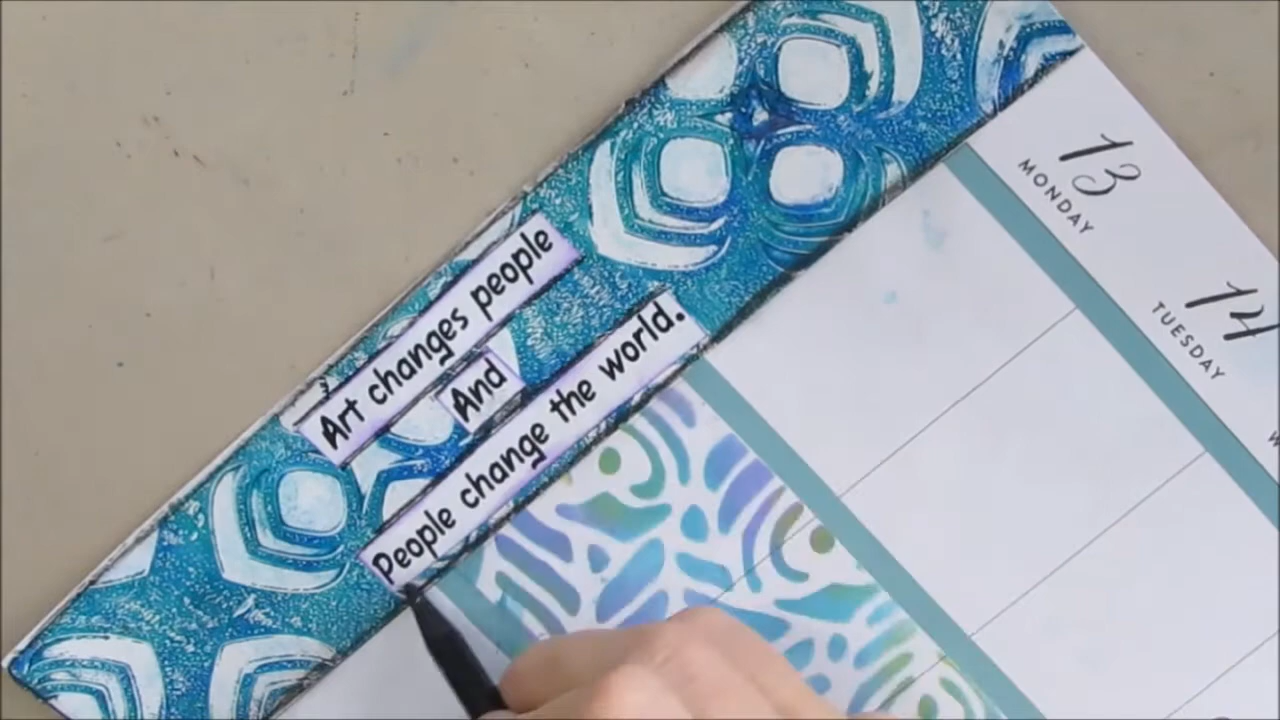 Art changes people
And
People change the world.
13
MONDAY
14
TUESDAY